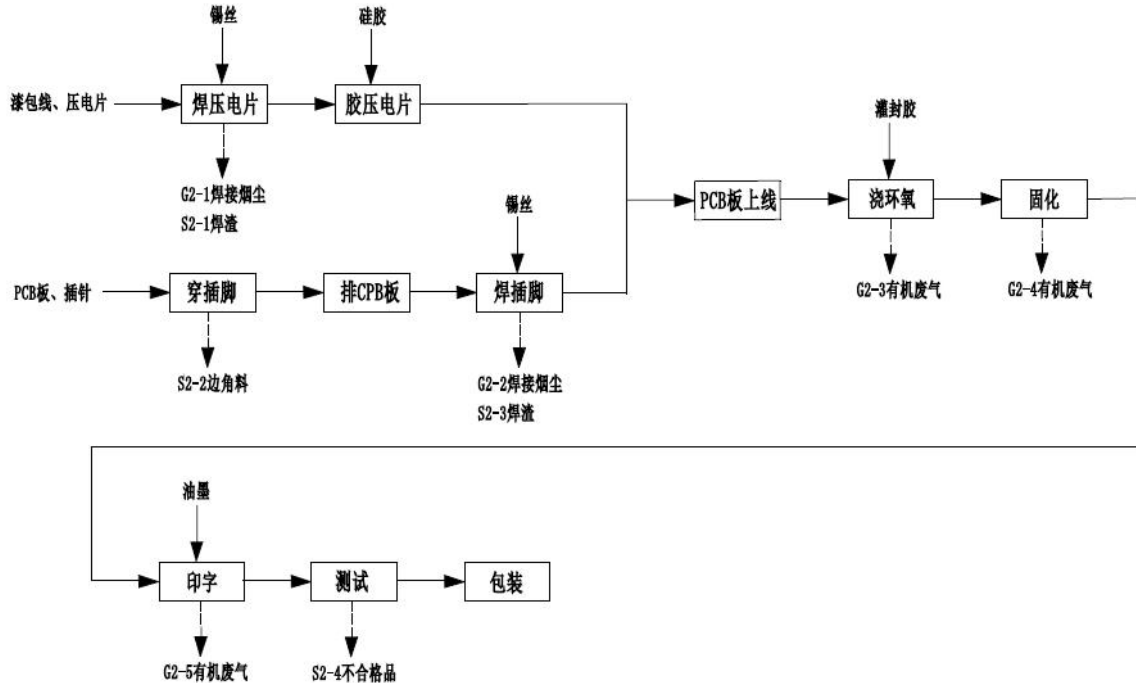 锡丝
硅胶
漆包线、压电片
焊压电片
胶压电片
G2-1焊接烟尘
S2-1焊渣
锡丝
PCB板、插针
穿插脚
排CPB板
焊插脚
S2-2边角料
G2-2焊接烟尘
S2-3焊渣
灌封胶
PCB板上线
浇环氧
固化
G2-3有机废气
G2-4有机废气
油墨
印字
测试
包装
G2-5有机废气
S2-4不合格品